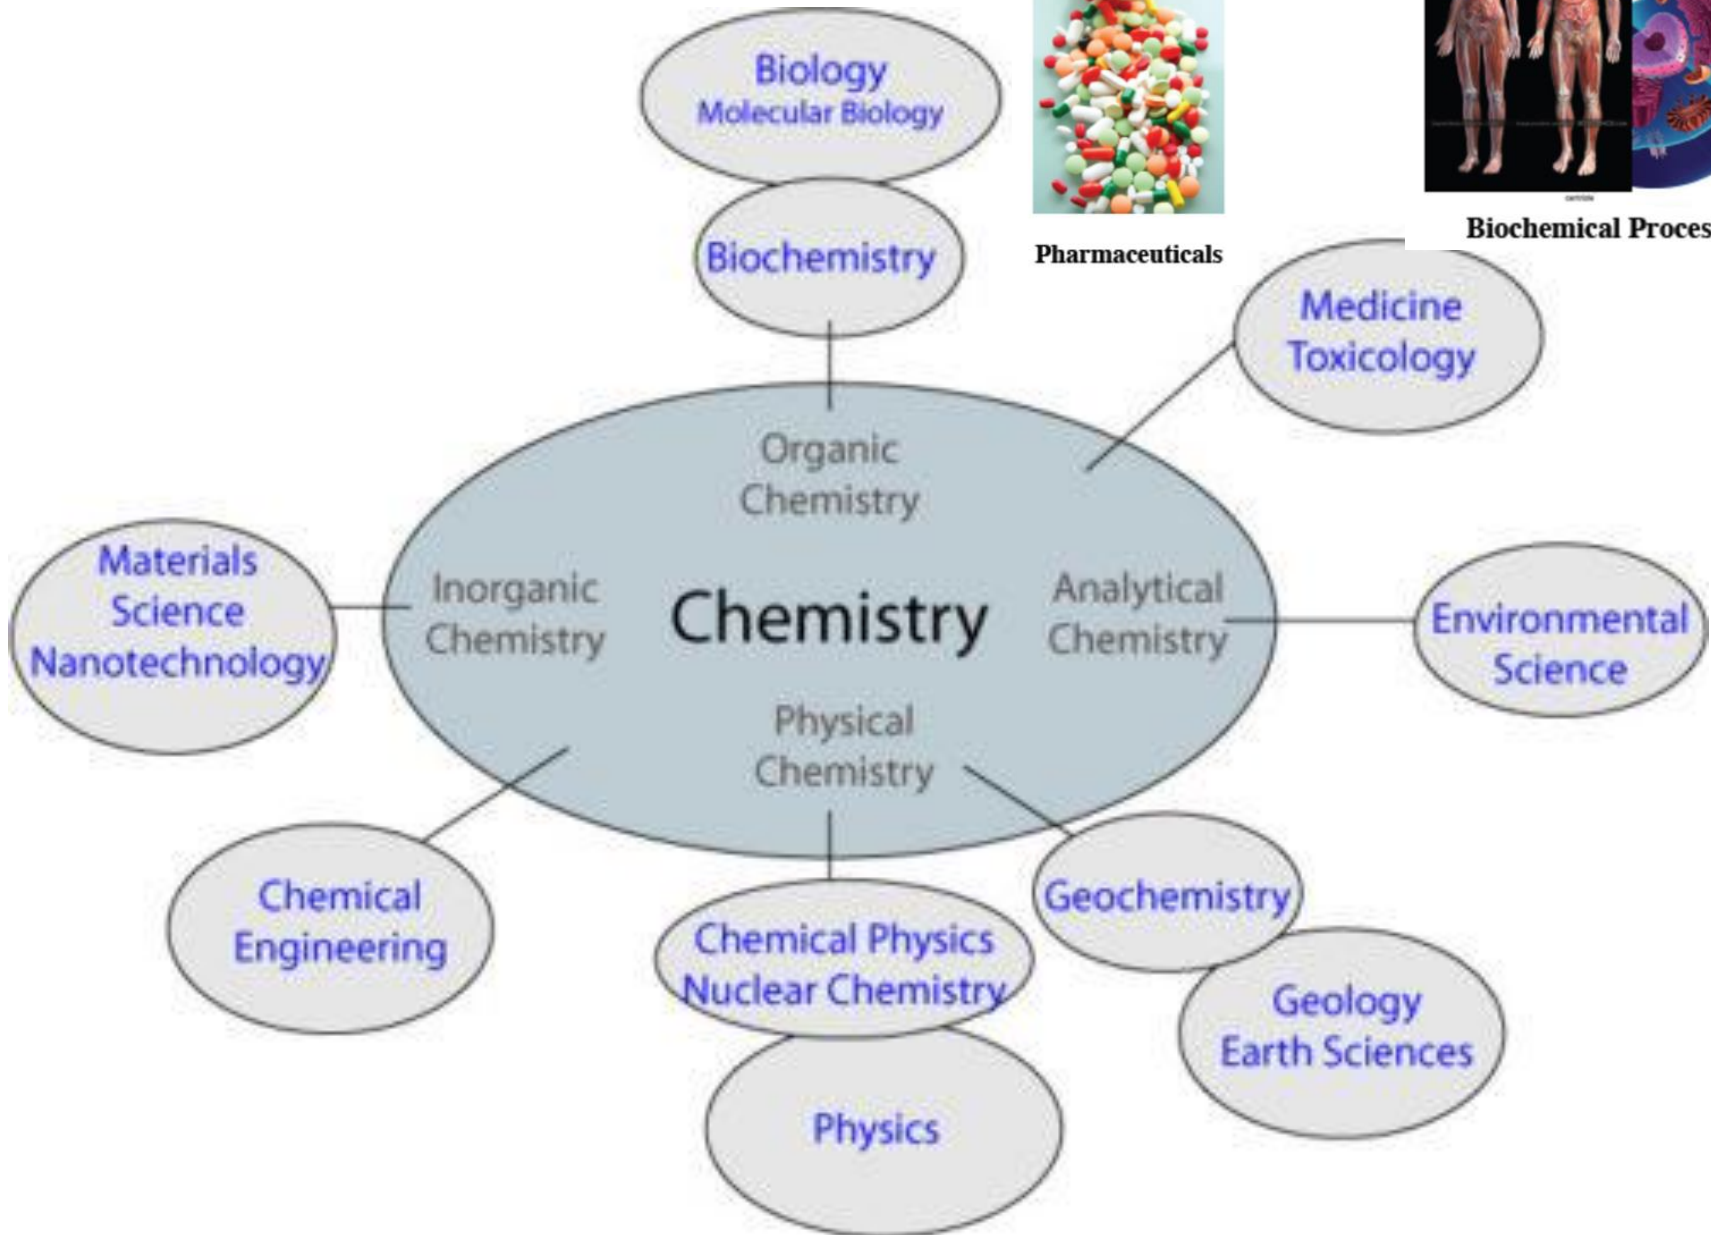 Biology
Molecular Biology
Biochemistry
Pharmaceuticals
centriole
Biochemical Proces
Medicine
Toxicology
Organic
Chemistry
Materials
Science
Nanotechnology
Inorganic
Chemistry
Chemistry
Analytical
Chemistry
Environmental
Science
Physical
Chemistry
Chemical
Engineering
Chemical Physics
Nuclear Chemistry
Geochemistry
Geology
Earth Sciences
Physics